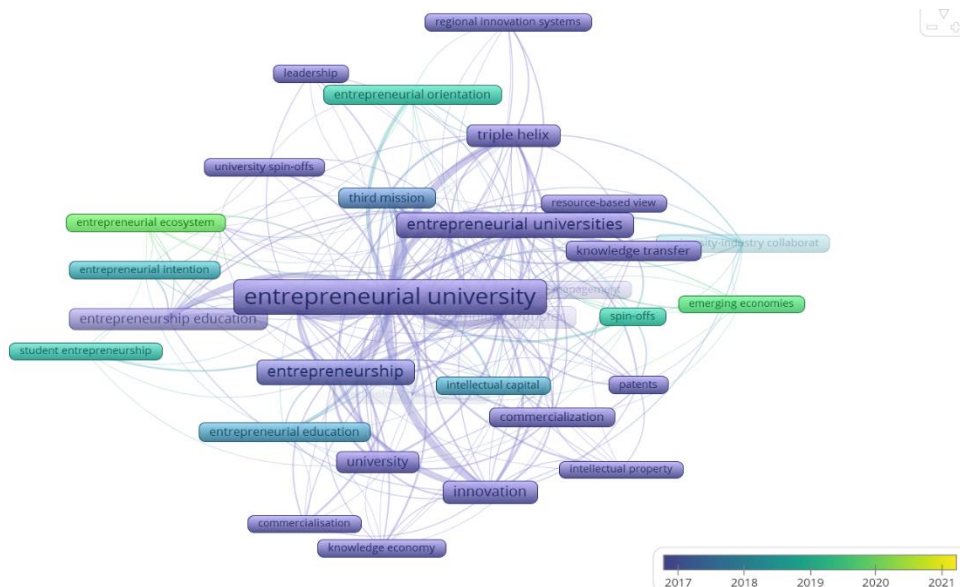 regional innovation systems
leadership
entrepreneurial orientation
triple helix
university spin-offs
third mission
resource-based view
entrepreneurial ecosystem
entrepreneurial universities
collaborat
knowledge transfer
entrepreneurial intention
entrepreneurial university
emerging economies
entrepreneurship education
spin-offs
student entrepreneurship
entrepreneurship
intellectual capital
patents
commercialization
entrepreneurial education
university
intellectual property
innovation
commercialisation
knowledge economy
2017 2018 2019 2020 2021